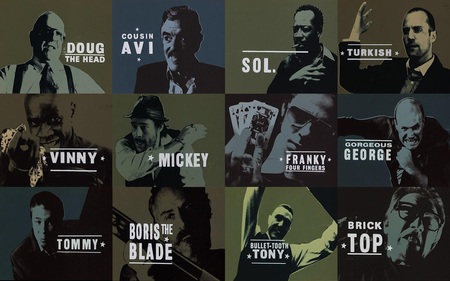 DOUG
THE HEAD
COUSIN
AVI
SOL.
TURKISH
VINNY
MICKEY
FRANKY
FOUR FINGERS
GORGEOUS
GEORGE
TOMMY
BORIS THE
BLADE
BULLET-TOOTH
TONY
BRICK
TOP